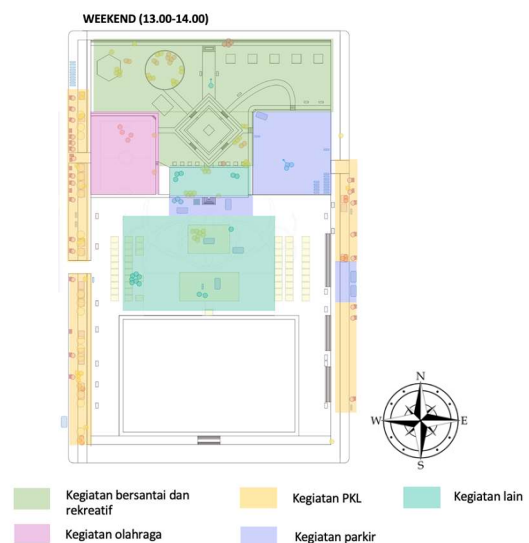 WEEKEND (13.00-14.00)
N
W E
S
Kegiatan bersantai dan
rekreatif
Kegiatan PKL
Kegiatan lain
Kegiatan olahraga
Kegiatan parkir